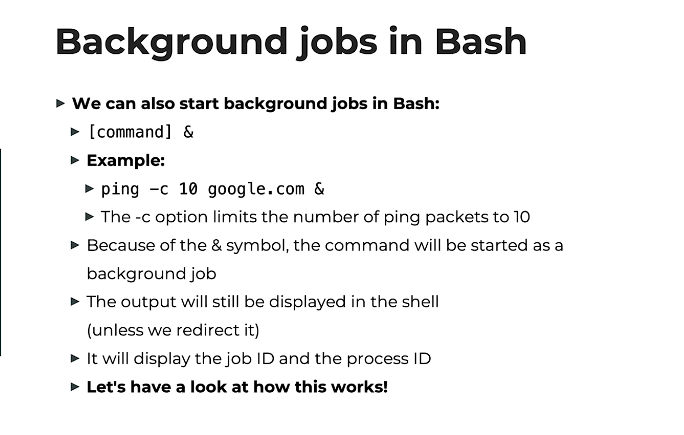 Background jobs in Bash
▸ We can also start background jobs in Bash:
▸ [command] &
▸ Example:
▸ ping -c 10 google.com &
▸ The -c option limits the number of ping packets to 10
▸ Because of the & symbol, the command will be started as a
background job
▸ The output will still be displayed in the shell
(unless we redirect it)
▸ It will display the job ID and the process ID
▸ Let's have a look at how this works!